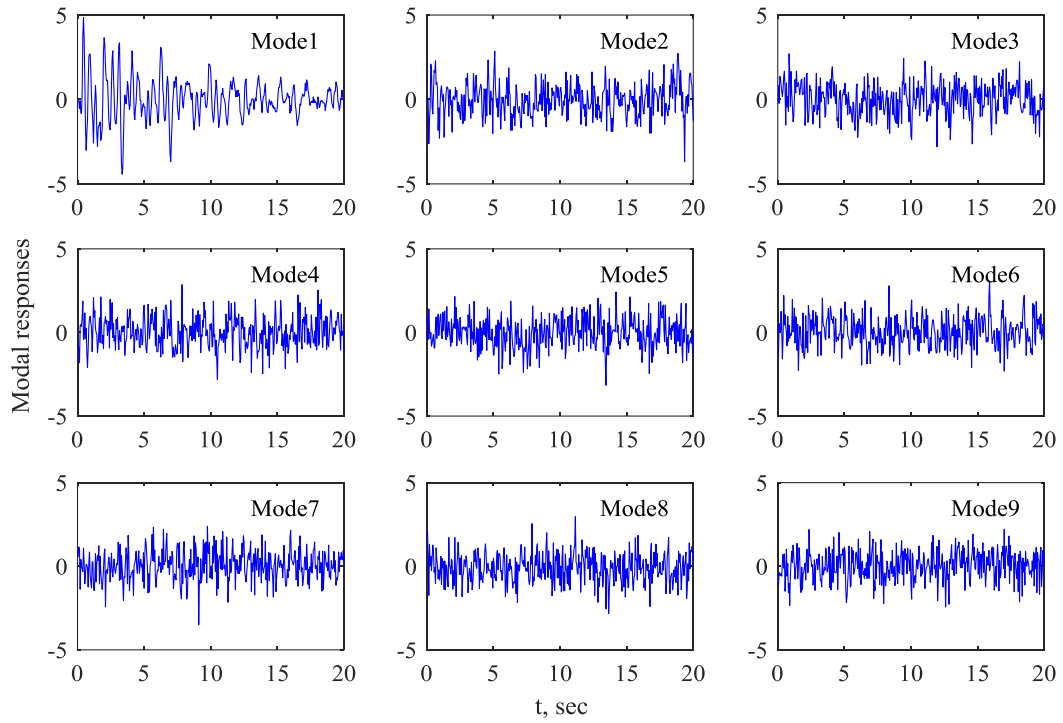 5 5 5
Mode1 Mode2 Mode3
0 0 0
-5 -5 -5
0 5 10 15 20 0 5 10 15 20 0 5 10 15 20
Modal responses
5 5 5
Mode4 Mode5 Mode6
0 0 0
-5 -5 -5
0 5 10 15 20 0 5 10 15 20 0 5 10 15 20
5 5 5
Mode7 Mode8 Mode9
0 0 0
-5 -5 -5
0 5 10 15 20 0 5 10 15 20 0 5 10 15 20
t, sec